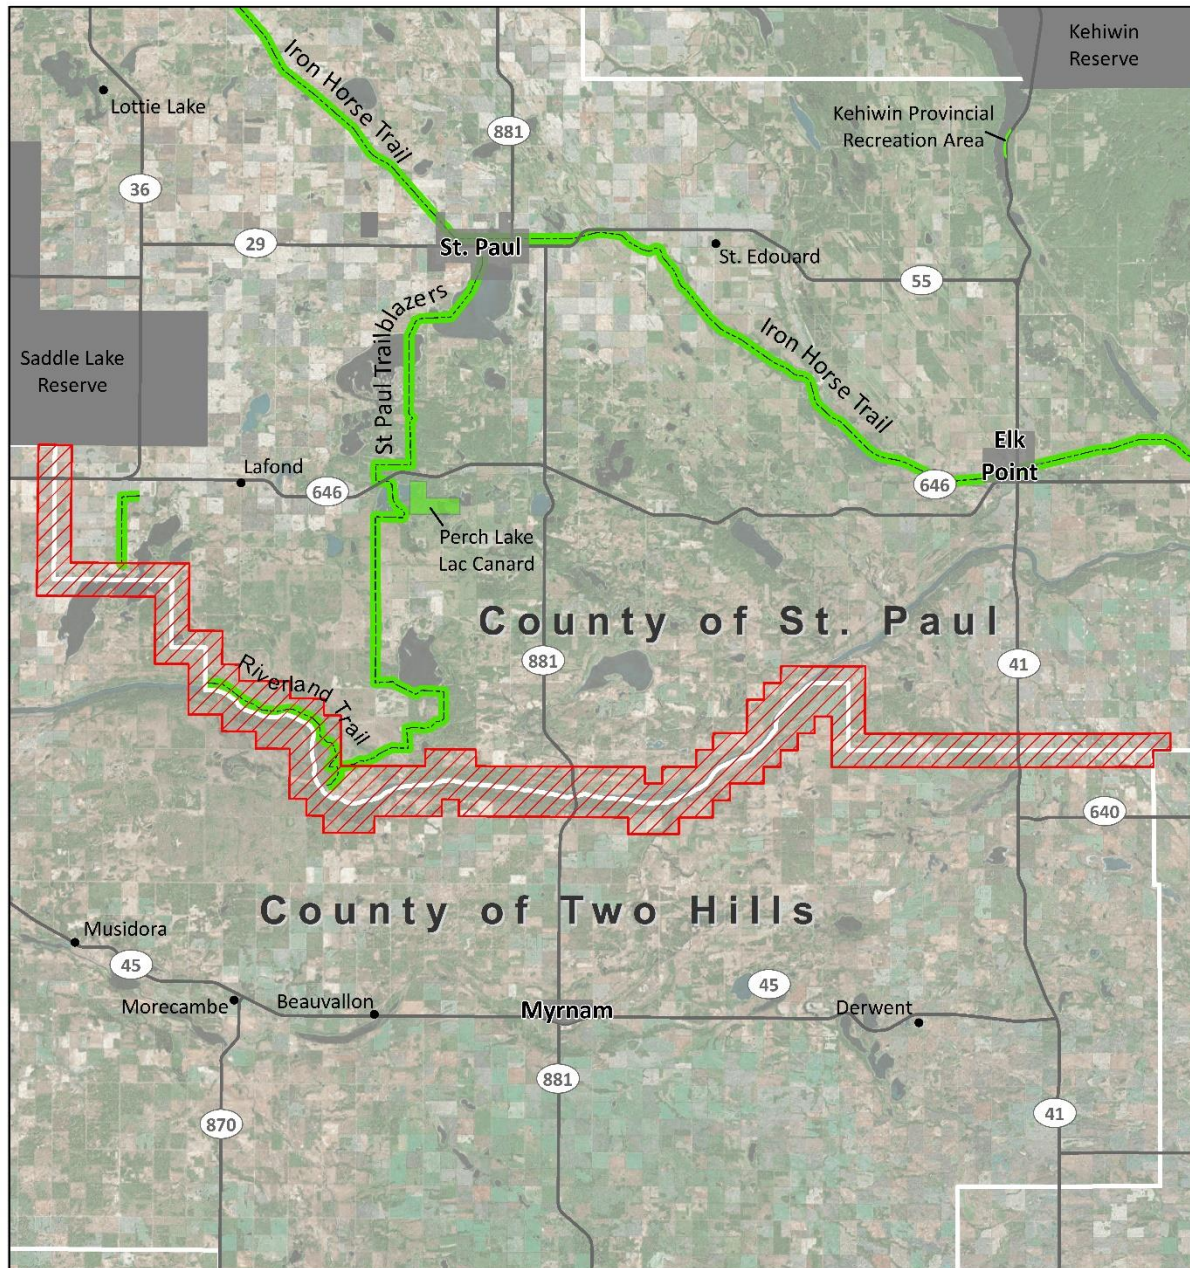 Kehiwin
Reserve
Iron Horse Trail
Lottie Lake
Kehiwin Provincial
Recreation Area
881
36
29
St. Paul
St. Edouard
55
St Paul Trailblazers
Iron Horse Trail
Saddle Lake
Reserve
Elk
Point
Lafond
646
646
Perch Lake
Lac Canard
County of St. Paul
881
41
Riverland Trail
640
County of Two Hills
Musidora
45
45
Morecambe
Beauvallon
Myrnam
Derwent
881
870
41